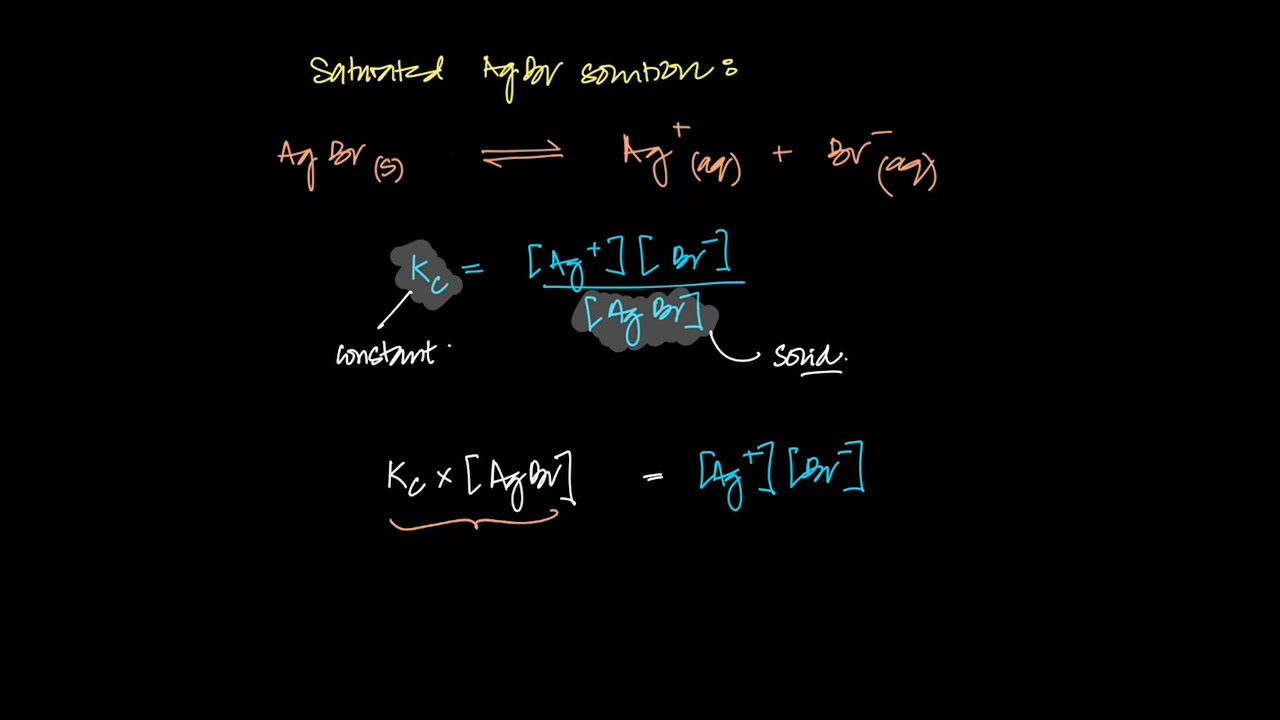 Saturated AgBr solution:
AgBr(s) ⇌ Ag⁺(aq) + Br⁻(aq)
Kc = [Ag⁺][Br⁻]
[AgBr]
constant. solid.
Kc × [AgBr] = [Ag⁺][Br⁻]